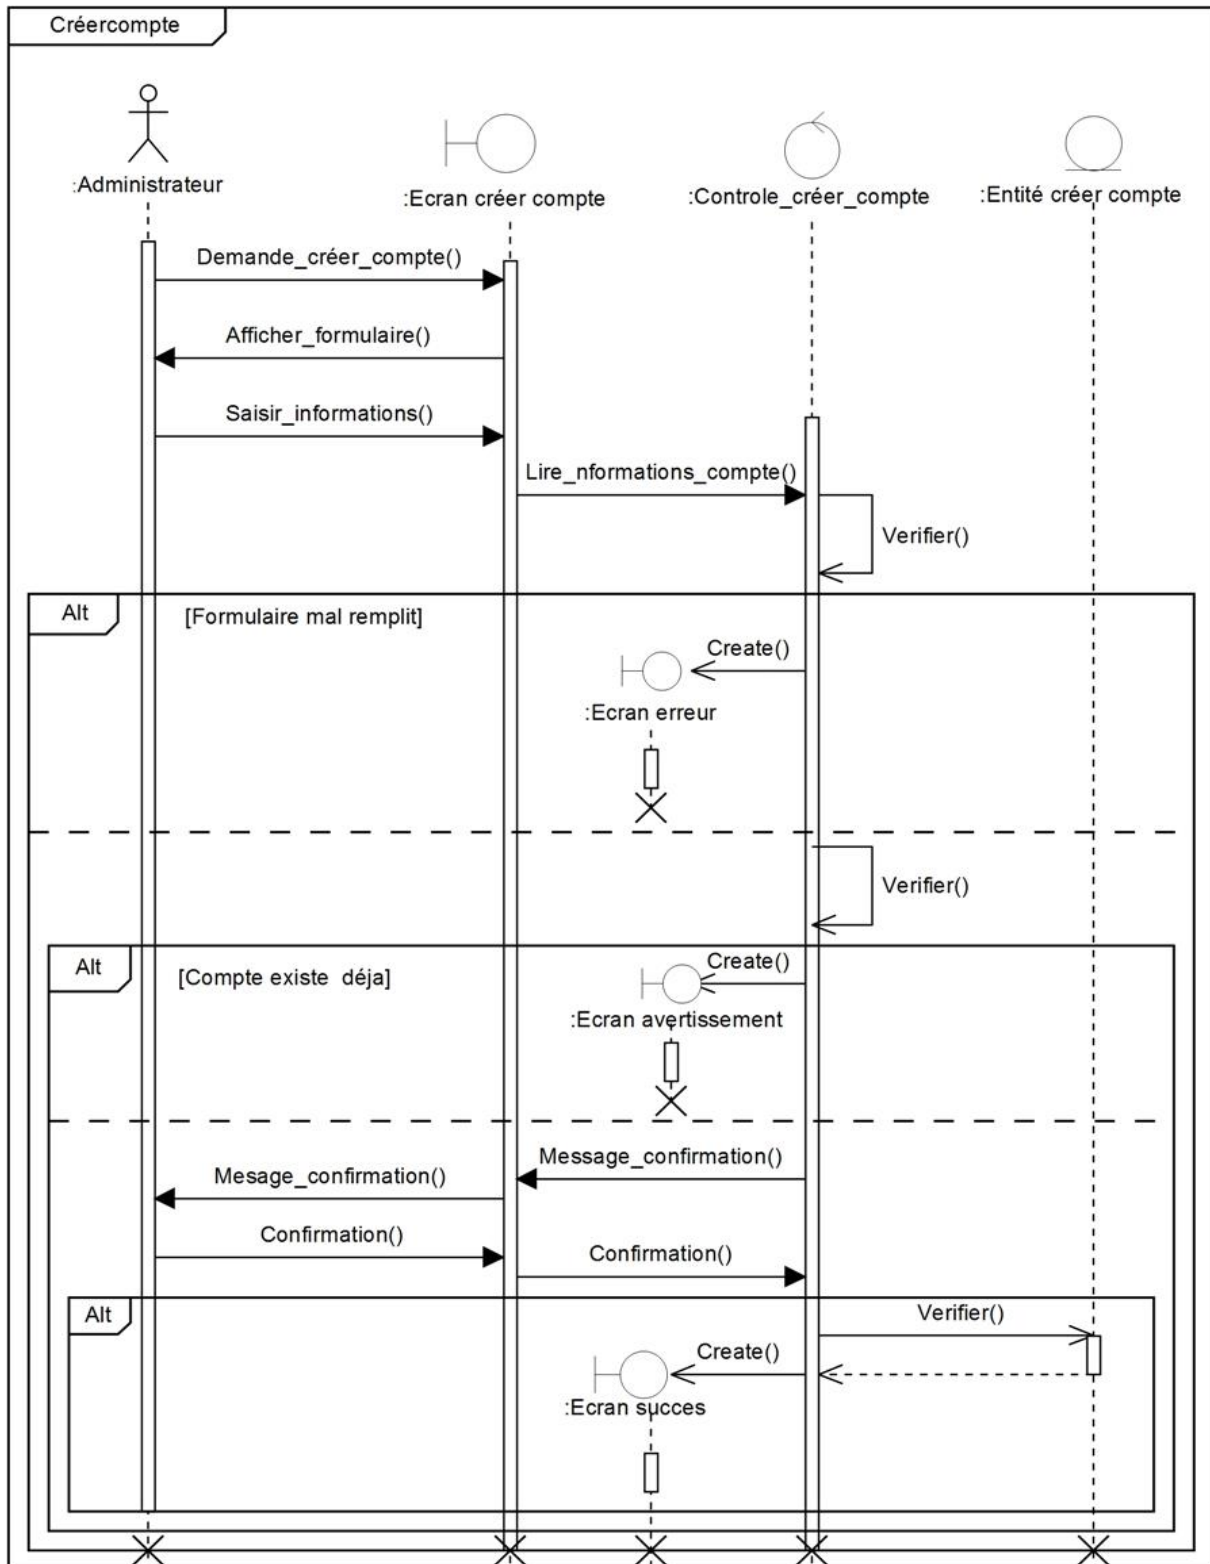 Créercompte
:Administrateur
:Ecran créer compte
:Controle_créer_compte
:Entité créer compte
Demande_créer_compte()
Afficher_formulaire()
Saisir_informations()
Lire_nformations_compte()
Verifier()
Alt
[Formulaire mal remplit]
Create()
:Ecran erreur
Verifier()
Alt
[Compte existe déja]
Create()
:Ecran avertissement
Message_confirmation()
Mesage_confirmation()
Confirmation()
Confirmation()
Alt
Verifier()
Create()
:Ecran succes